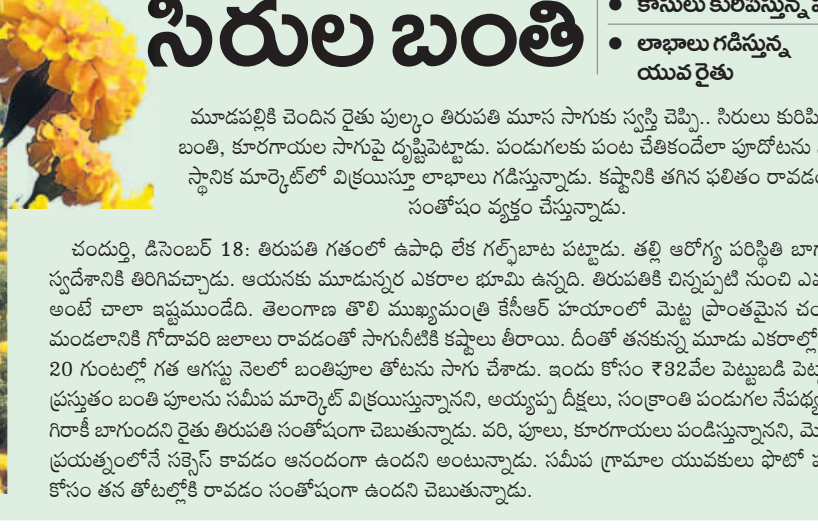 సిరుల బంతి
• కాసులు కురిపిస్తున్న
• లాభాలు గడిస్తున్న
యువ రైతు
మూడపల్లికి చెందిన రైతు పుల్కం తిరుపతి మూస సాగుకు స్వస్తి చెప్పి.. సిరులు
బంతి, కూరగాయల సాగుపై దృష్టిపెట్టాడు. పండుగలకు పంట చేతికందేలా పూదోటను
స్థానిక మార్కెట్‌లో విక్రయిస్తూ లాభాలు గడిస్తున్నాడు. కష్టానికి తగిన ఫలితం
సంతోషం వ్యక్తం చేస్తున్నాడు.
చందుర్తి, డిసెంబర్ 18: తిరుపతి గతంలో ఉపాధి లేక గల్ఫ్‌బాట పట్టాడు. తల్లి ఆరోగ్య పరిస్థితి
స్వదేశానికి తిరిగివచ్చాడు. ఆయనకు మూడున్నర ఎకరాల భూమి ఉన్నది. తిరుపతికి చిన్నప్పటి నుంచి
అంటే చాలా ఇష్టముండేది. తెలంగాణ తొలి ముఖ్యమంత్రి కేసీఆర్ హయాంలో మెట్ట ప్రాంతమైన
మండలానికి గోదావరి జలాలు రావడంతో సాగునీటికి కష్టాలు తీరాయి. దీంతో తనకున్న మూడు ఎకరాల్లో
20 గుంటల్లో గత ఆగస్టు నెలలో బంతిపూల తోటను సాగు చేశాడు. ఇందు కోసం ₹32వేల పెట్టుబడి
ప్రస్తుతం బంతి పూలను సమీప మార్కెట్ విక్రయిస్తున్నానని, అయ్యప్ప దీక్షలు, సంక్రాంతి పండుగల
గిరాకీ బాగుందని రైతు తిరుపతి సంతోషంగా చెబుతున్నాడు. వరి, పూలు, కూరగాయలు పండిస్తున్నానని,
ప్రయత్నంలోనే సక్సెస్ కావడం ఆనందంగా ఉందని అంటున్నాడు. సమీప గ్రామాల యువకులు ఫొటో
కోసం తన తోటల్లోకి రావడం సంతోషంగా ఉందని చెబుతున్నాడు.